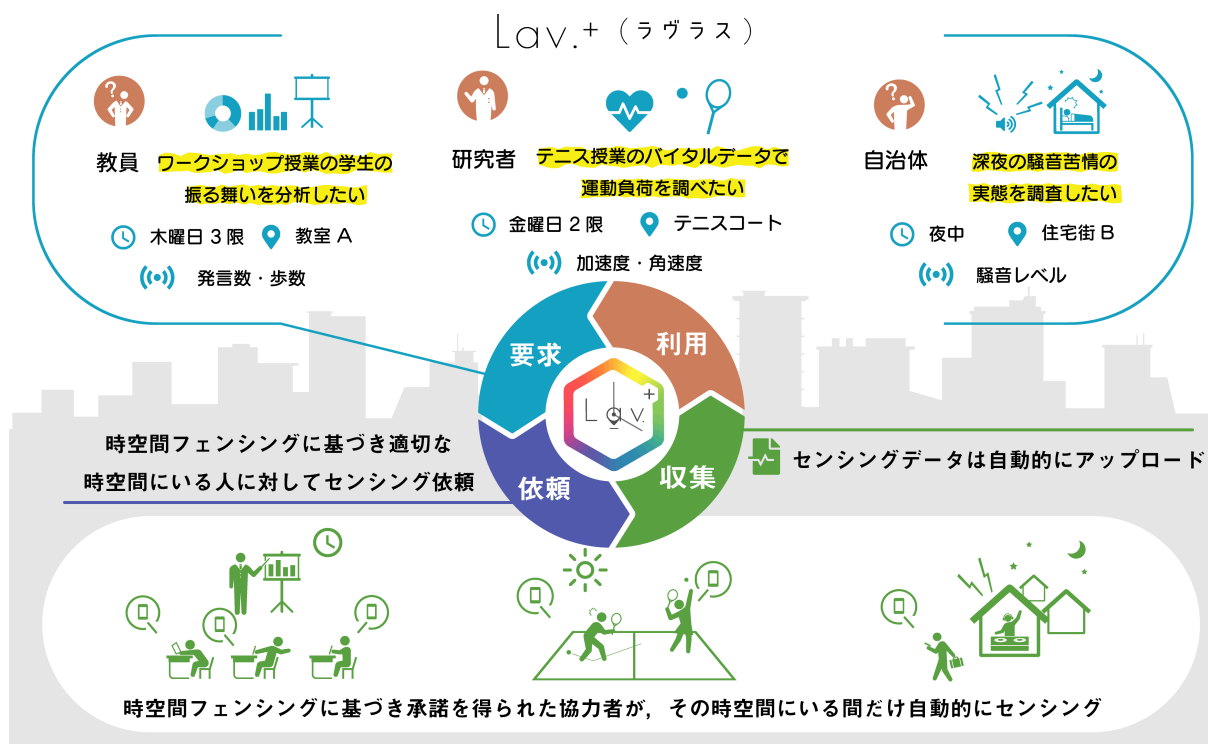 Lav.+（ラヴラス）
教員
ワークショップ授業の学生の
振る舞いを分析したい
木曜日3限
教室A
発言数・歩数
研究者
テニス授業のバイタルデータで
運動負荷を調べたい
金曜日2限
テニスコート
加速度・角速度
自治体
深夜の騒音苦情の
実態を調査したい
夜中
住宅街B
騒音レベル
要求
利用
Lav.+
依頼
収集
時空間フェンシングに基づき適切な
時空間にいる人に対してセンシング依頼
センシングデータは自動的にアップロード
時空間フェンシングに基づき承諾を得られた協力者が，その時空間にいる間だけ自動的にセンシング